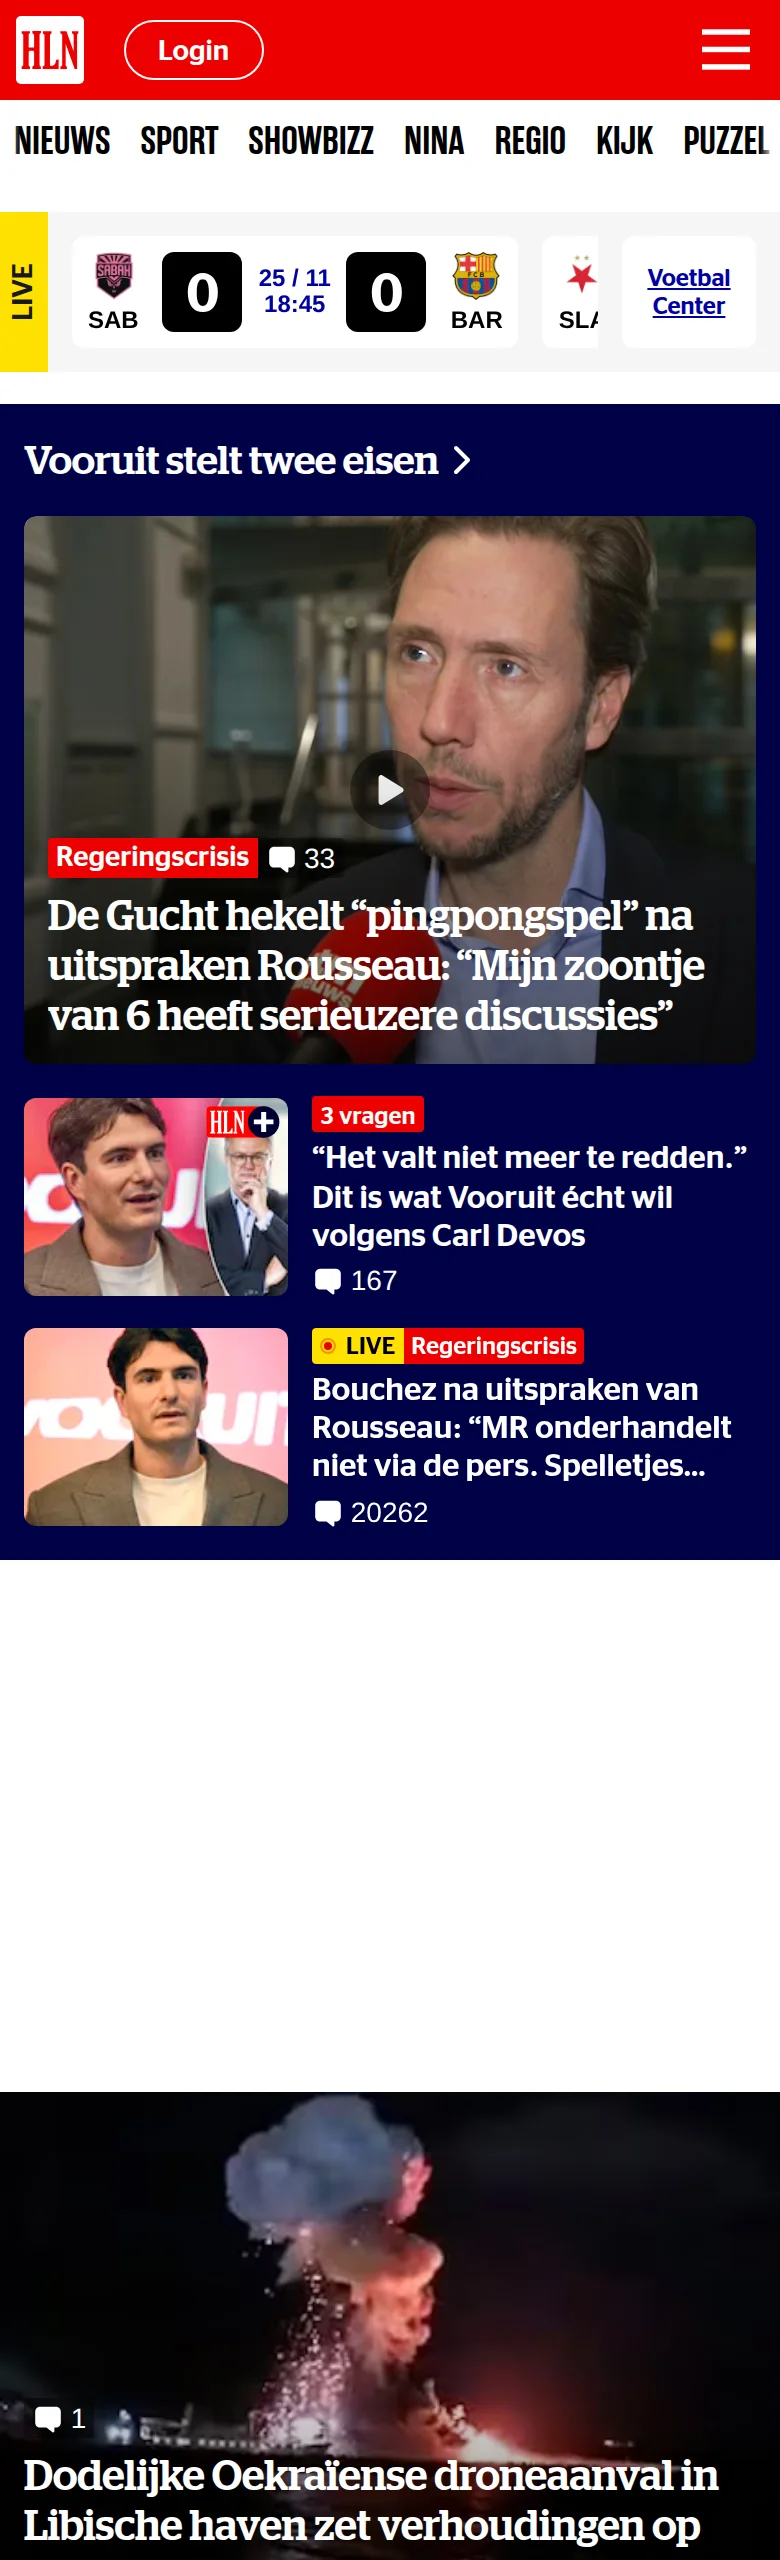 HLN
Login
NIEUWS SPORT SHOWBIZZ NINA REGIO KIJK PUZZEL
LIVE
SABAH
SAB
0
25 / 11
18:45
0
FCB
BAR
SLA
Voetbal
Center
Vooruit stelt twee eisen
Regeringscrisis 33
De Gucht hekelt “pingpongspel” na
uitspraken Rousseau: “Mijn zoontje
van 6 heeft serieuzere discussies”
HLN+
3 vragen
“Het valt niet meer te redden.”
Dit is wat Vooruit écht wil
volgens Carl Devos
167
LIVE Regeringscrisis
Bouchez na uitspraken van
Rousseau: “MR onderhandelt
niet via de pers. Spelletjes...
20262
1
Dodelijke Oekraïense droneaanval in
Libische haven zet verhoudingen op